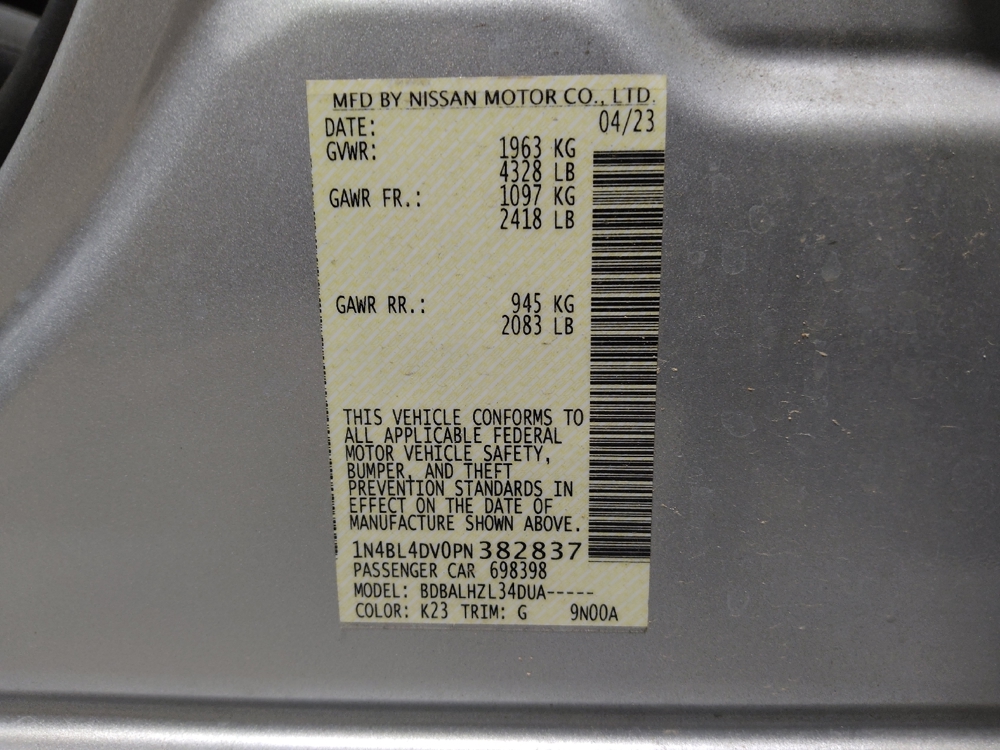 MFD BY NISSAN MOTOR CO., LTD.
DATE: 04/23
GVWR: 1963 KG
4328 LB
GAWR FR.: 1097 KG
2418 LB
GAWR RR.: 945 KG
2083 LB
THIS VEHICLE CONFORMS TO
ALL APPLICABLE FEDERAL
MOTOR VEHICLE SAFETY,
BUMPER, AND THEFT
PREVENTION STANDARDS IN
EFFECT ON THE DATE OF
MANUFACTURE SHOWN ABOVE.
1N4BL4DV0PN382837
PASSENGER CAR 698398
MODEL: BDBALHZL34DUA-----
COLOR: K23 TRIM: G 9N00A